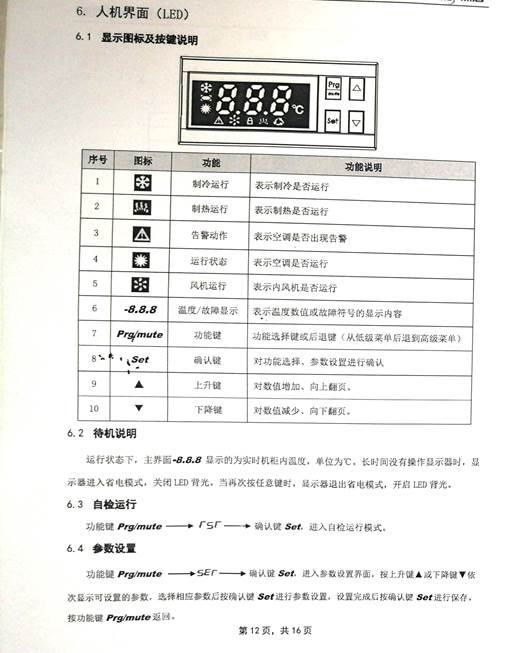 6. 人机界面（LED）
6.1 显示图标及按键说明
8.8.8 ℃
Prg
mute
Set
序号 图标 功能 功能说明
1 制冷运行 表示制冷是否运行
2 制热运行 表示制热是否运行
3 告警动作 表示空调是否出现告警
4 运行状态 表示空调是否运行
5 风机运行 表示内风机是否运行
6 -8.8.8 温度/故障显示 表示温度数值或故障符号的显示内容
7 Prg/mute 功能键 功能选择键或后退键（从低级菜单后退到高级菜单）
8 Set 确认键 对功能选择、参数设置进行确认
9 ▲ 上升键 对数值增加、向上翻页。
10 ▼ 下降键 对数值减少、向下翻页。
6.2 待机说明
运行状态下，主界面-8.8.8 显示的为实时机柜内温度，单位为℃。长时间没有操作显示器时，显
示器进入省电模式，关闭 LED 背光。当再次按任意键时，显示器退出省电模式，开启 LED 背光。
6.3 自检运行
功能键 Prg/mute → rSr → 确认键 Set，进入自检运行模式。
6.4 参数设置
功能键 Prg/mute → SEr → 确认键 Set，进入参数设置界面，按上升键▲或下降键▼依
次显示可设置的参数，选择相应参数后按确认键 Set 进行参数设置，设置完成后按确认键 Set 进行保存，
按功能键 Prg/mute 返回。
第 12 页，共 16 页